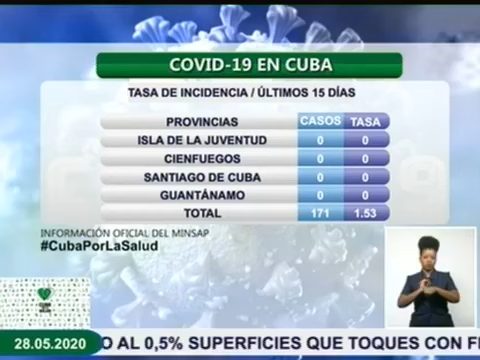 COVID-19 EN CUBA
TASA DE INCIDENCIA / ÚLTIMOS 15 DÍAS
PROVINCIAS CASOS TASA
ISLA DE LA JUVENTUD 0 0
CIENFUEGOS 0 0
SANTIAGO DE CUBA 0 0
GUANTÁNAMO 0 0
TOTAL 171 1.53
INFORMACIÓN OFICIAL DEL MINSAP
#CubaPorLaSalud
28.05.2020 O AL 0,5% SUPERFICIES QUE TOQUES CON